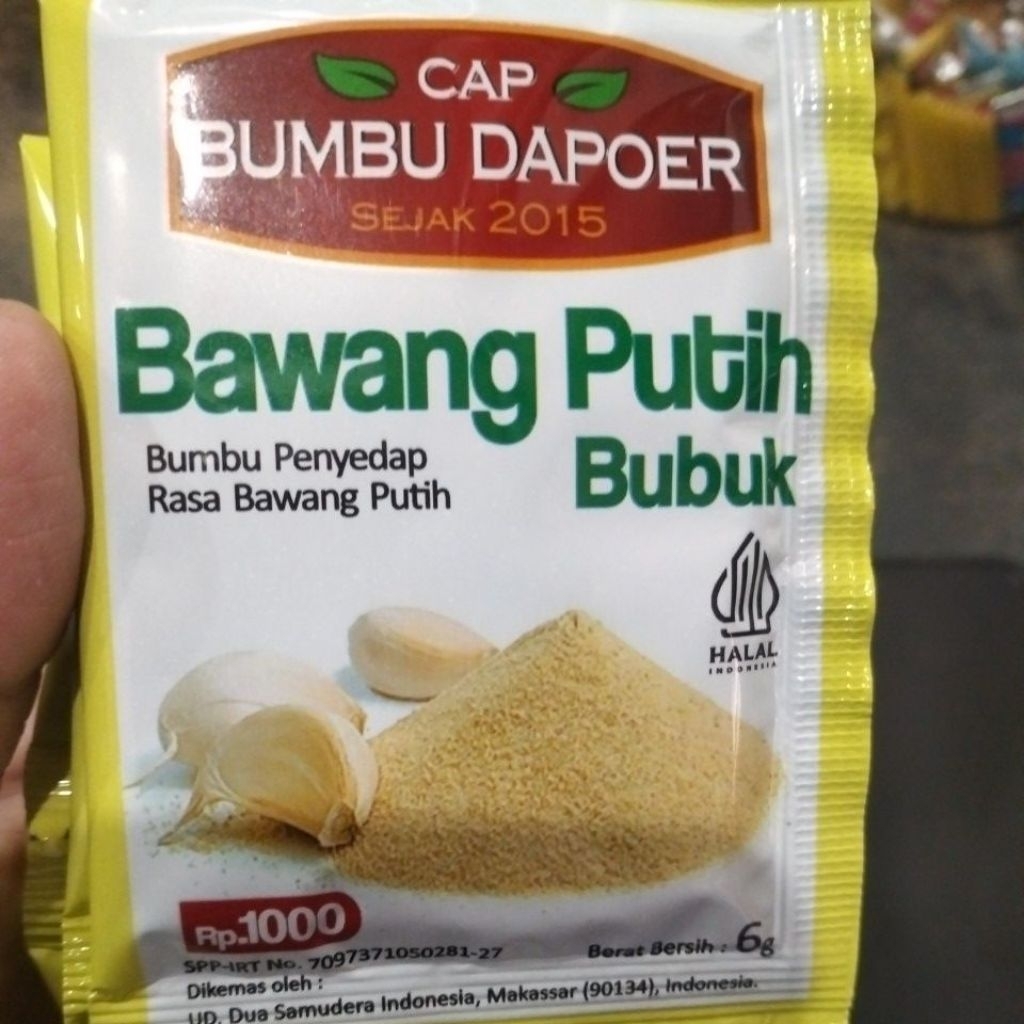 CAP
BUMBU DAPOER
SEJAK 2015
Bawang Putih
Bubuk
Bumbu Penyedap
Rasa Bawang Putih
HALAL
INDONESIA
Rp.1000
SPP-IRT No. 7097371050281-27
Berat Bersih : 6g
Dikemas oleh :
UD. Dua Samudera Indonesia, Makassar (90134), Indonesia.